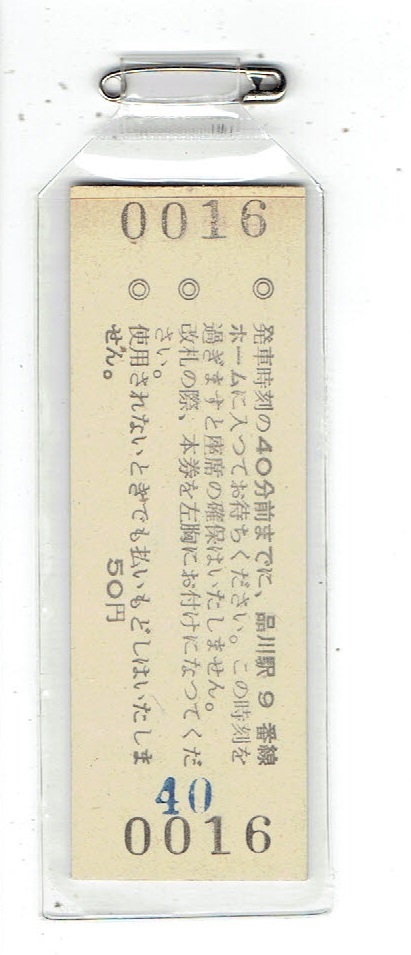 0016
◎ 発車時刻の40分前までに、品川駅 9 番線
ホームに入つてお待ちください。この時刻を
過ぎますと座席の確保はいたしません。
◎ 改札の際、本券を左胸にお付けになつてくだ
さい。
◎ 使用されないときでも払いもどしはいたしま
せん。
50円
40
0016